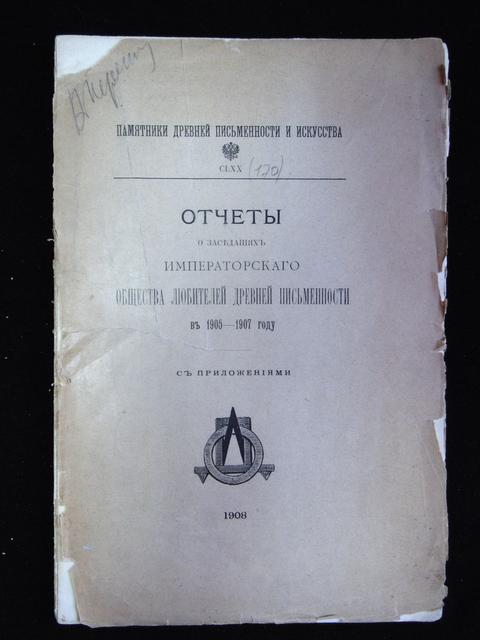 ПАМЯТНИКИ ДРЕВНЕЙ ПИСЬМЕННОСТИ И ИСКУССТВА
CLXX (170)
ОТЧЕТЫ
О ЗАСѢДАНІЯХЪ
ИМПЕРАТОРСКАГО
ОБЩЕСТВА ЛЮБИТЕЛЕЙ ДРЕВНЕЙ ПИСЬМЕННОСТИ
въ 1905—1907 году
СЪ ПРИЛОЖЕНІЯМИ
1908